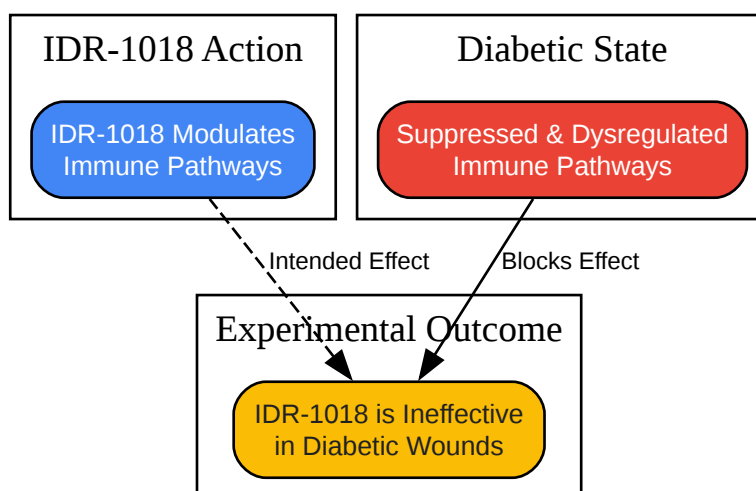 IDR-1018 Action
Diabetic State
IDR-1018 Modulates
Immune Pathways
Suppressed & Dysregulated
Immune Pathways
Intended Effect
Blocks Effect
Experimental Outcome
IDR-1018 is Ineffective
in Diabetic Wounds